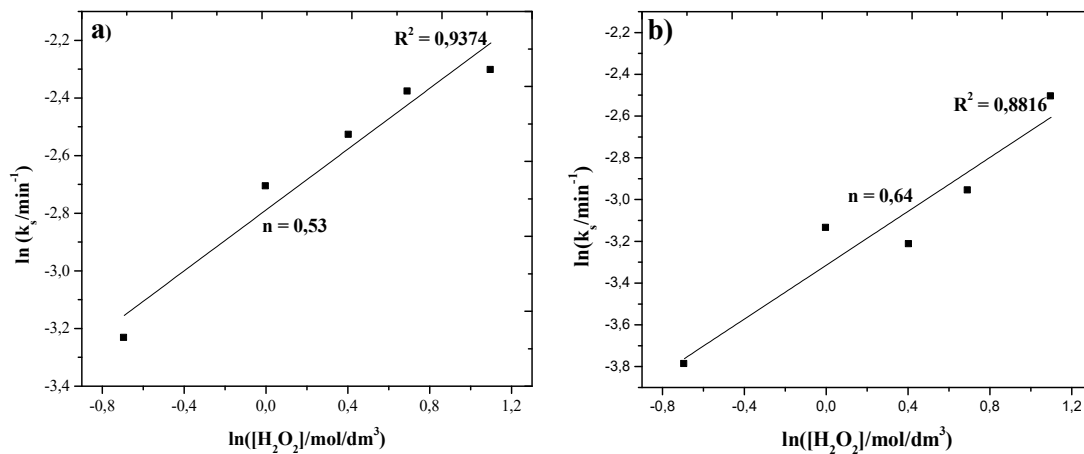 a)
R² = 0,9374
n = 0,53
ln (kₛ/min⁻¹)
-2,2
-2,4
-2,6
-2,8
-3,0
-3,2
-3,4
-0,8 -0,4 0,0 0,4 0,8 1,2
ln([H₂O₂]/mol/dm³)
b)
R² = 0,8816
n = 0,64
ln(kₛ/min⁻¹)
-2,2
-2,4
-2,6
-2,8
-3,0
-3,2
-3,4
-3,6
-3,8
-0,8 -0,4 0,0 0,4 0,8 1,2
ln([H₂O₂]/mol/dm³)